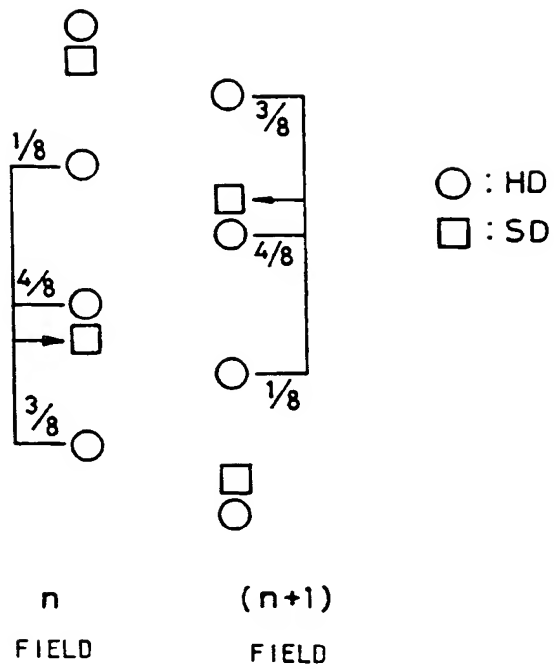 3/8
1/8
: HD
: SD
4/8
4/8
1/8
3/8
n
(n+1)
FIELD
FIELD